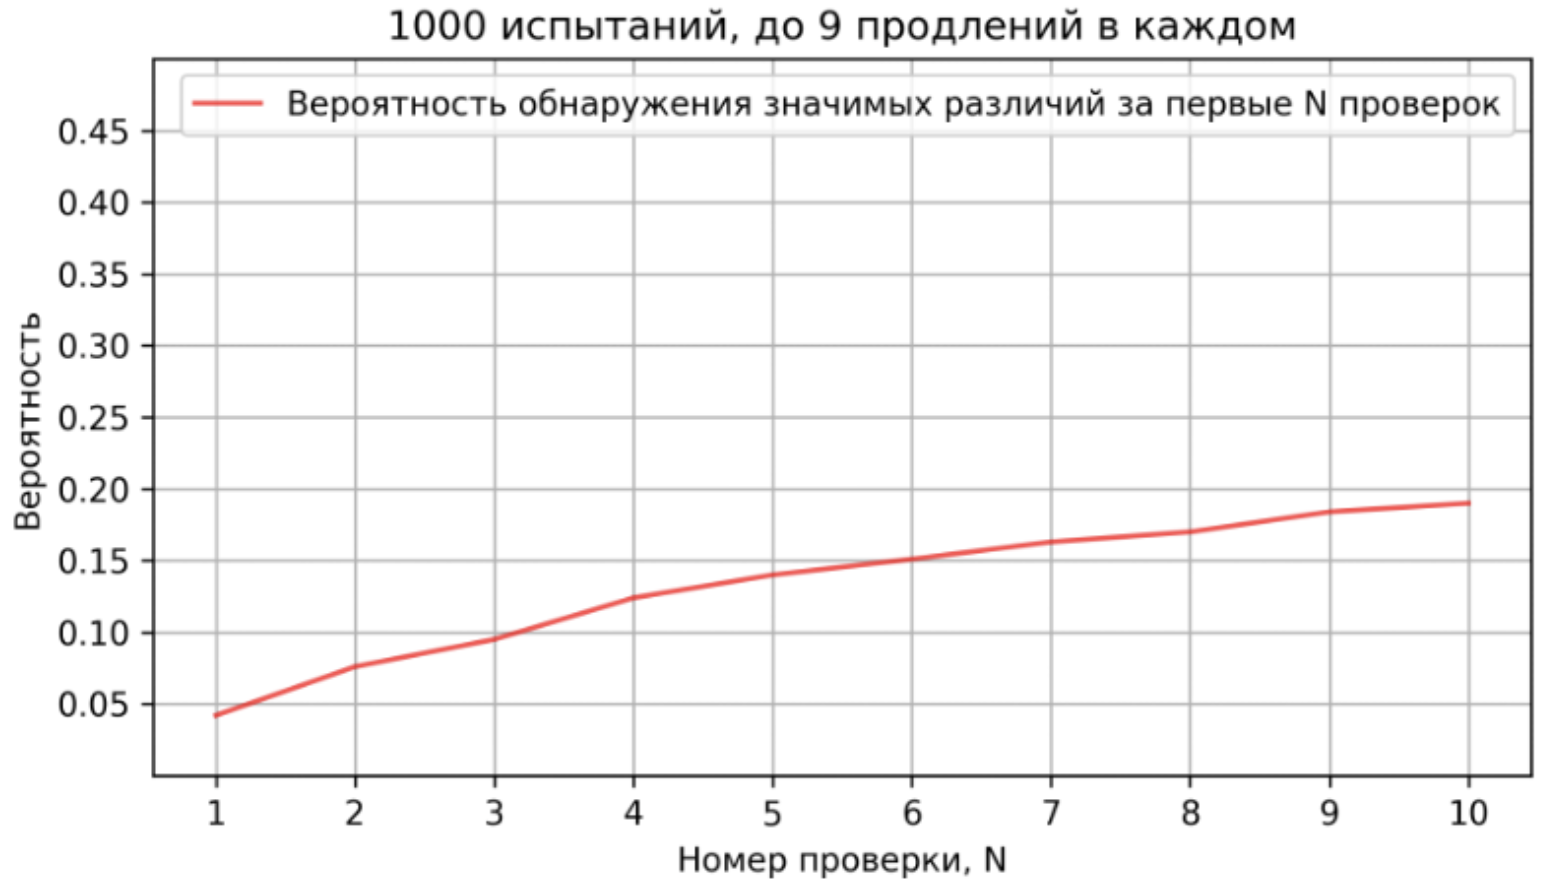 1000 испытаний, до 9 продлений в каждом
Вероятность обнаружения значимых различий за первые N проверок
Вероятность
0.45
0.40
0.35
0.30
0.25
0.20
0.15
0.10
0.05
1 2 3 4 5 6 7 8 9 10
Номер проверки, N